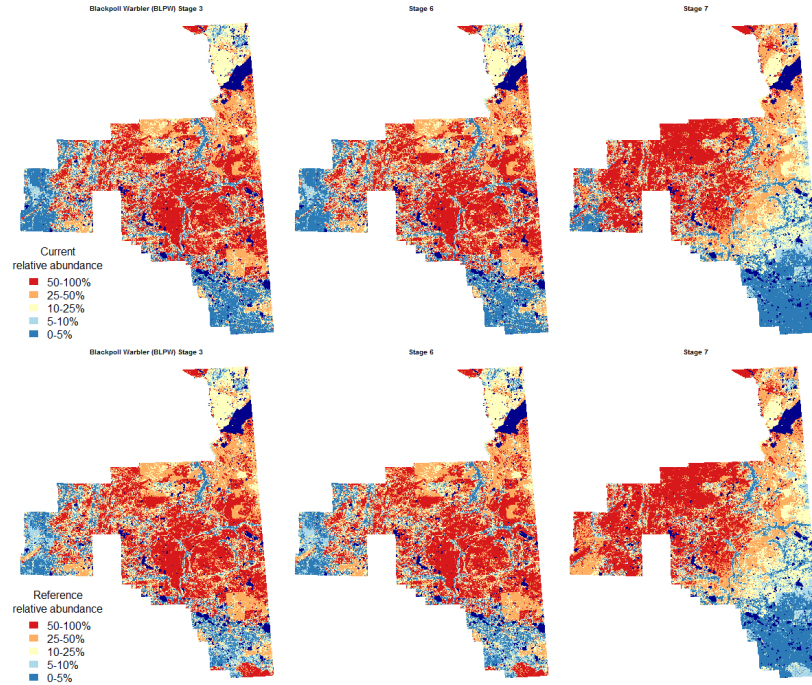 Blackpoll Warbler (BLPW) Stage 3
Stage 6
Stage 7
Current
relative abundance
50-100%
25-50%
10-25%
5-10%
0-5%
Blackpoll Warbler (BLPW) Stage 3
Stage 6
Stage 7
Reference
relative abundance
50-100%
25-50%
10-25%
5-10%
0-5%